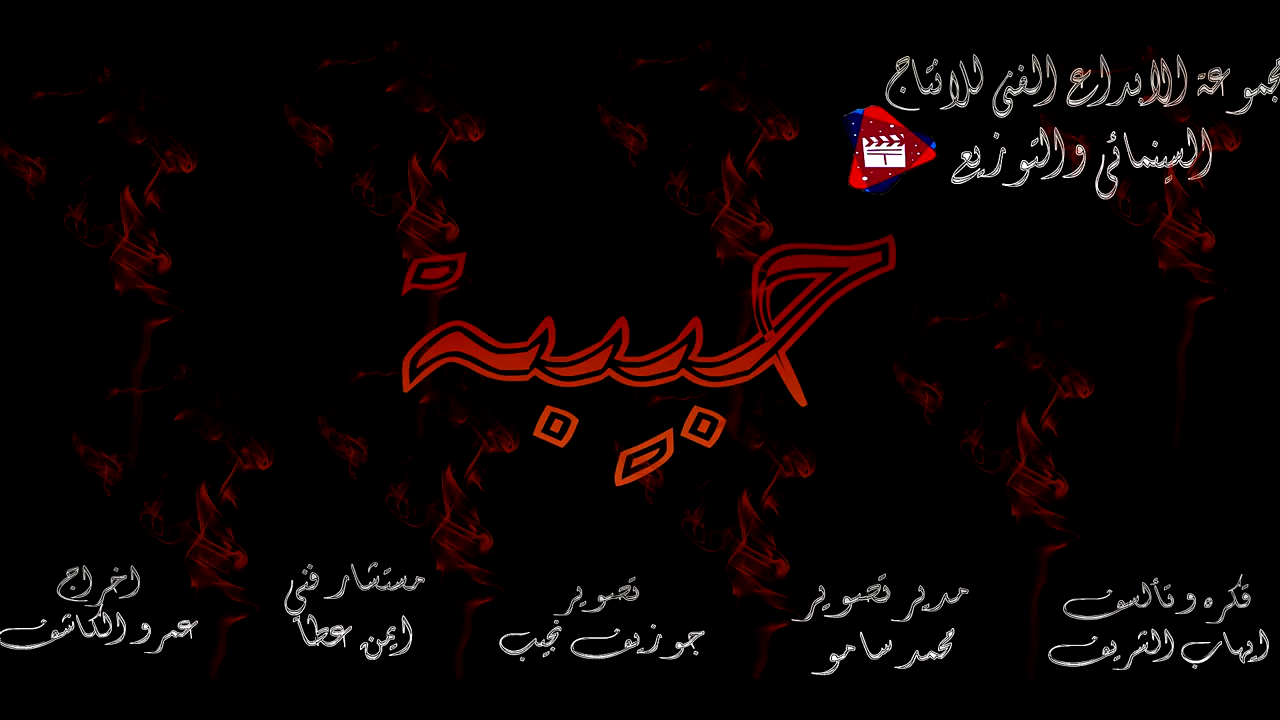 مجموعة الابداع الفنى للانتاج
السينمائى والتوزيع
حبيبة
فكره وتأليف
ايهاب الشريف
مدير تصوير
محمد سامو
تصوير
جوزيف نجيب
مستشار فني
ايمن عطا
اخراج
عمرو الكاشف